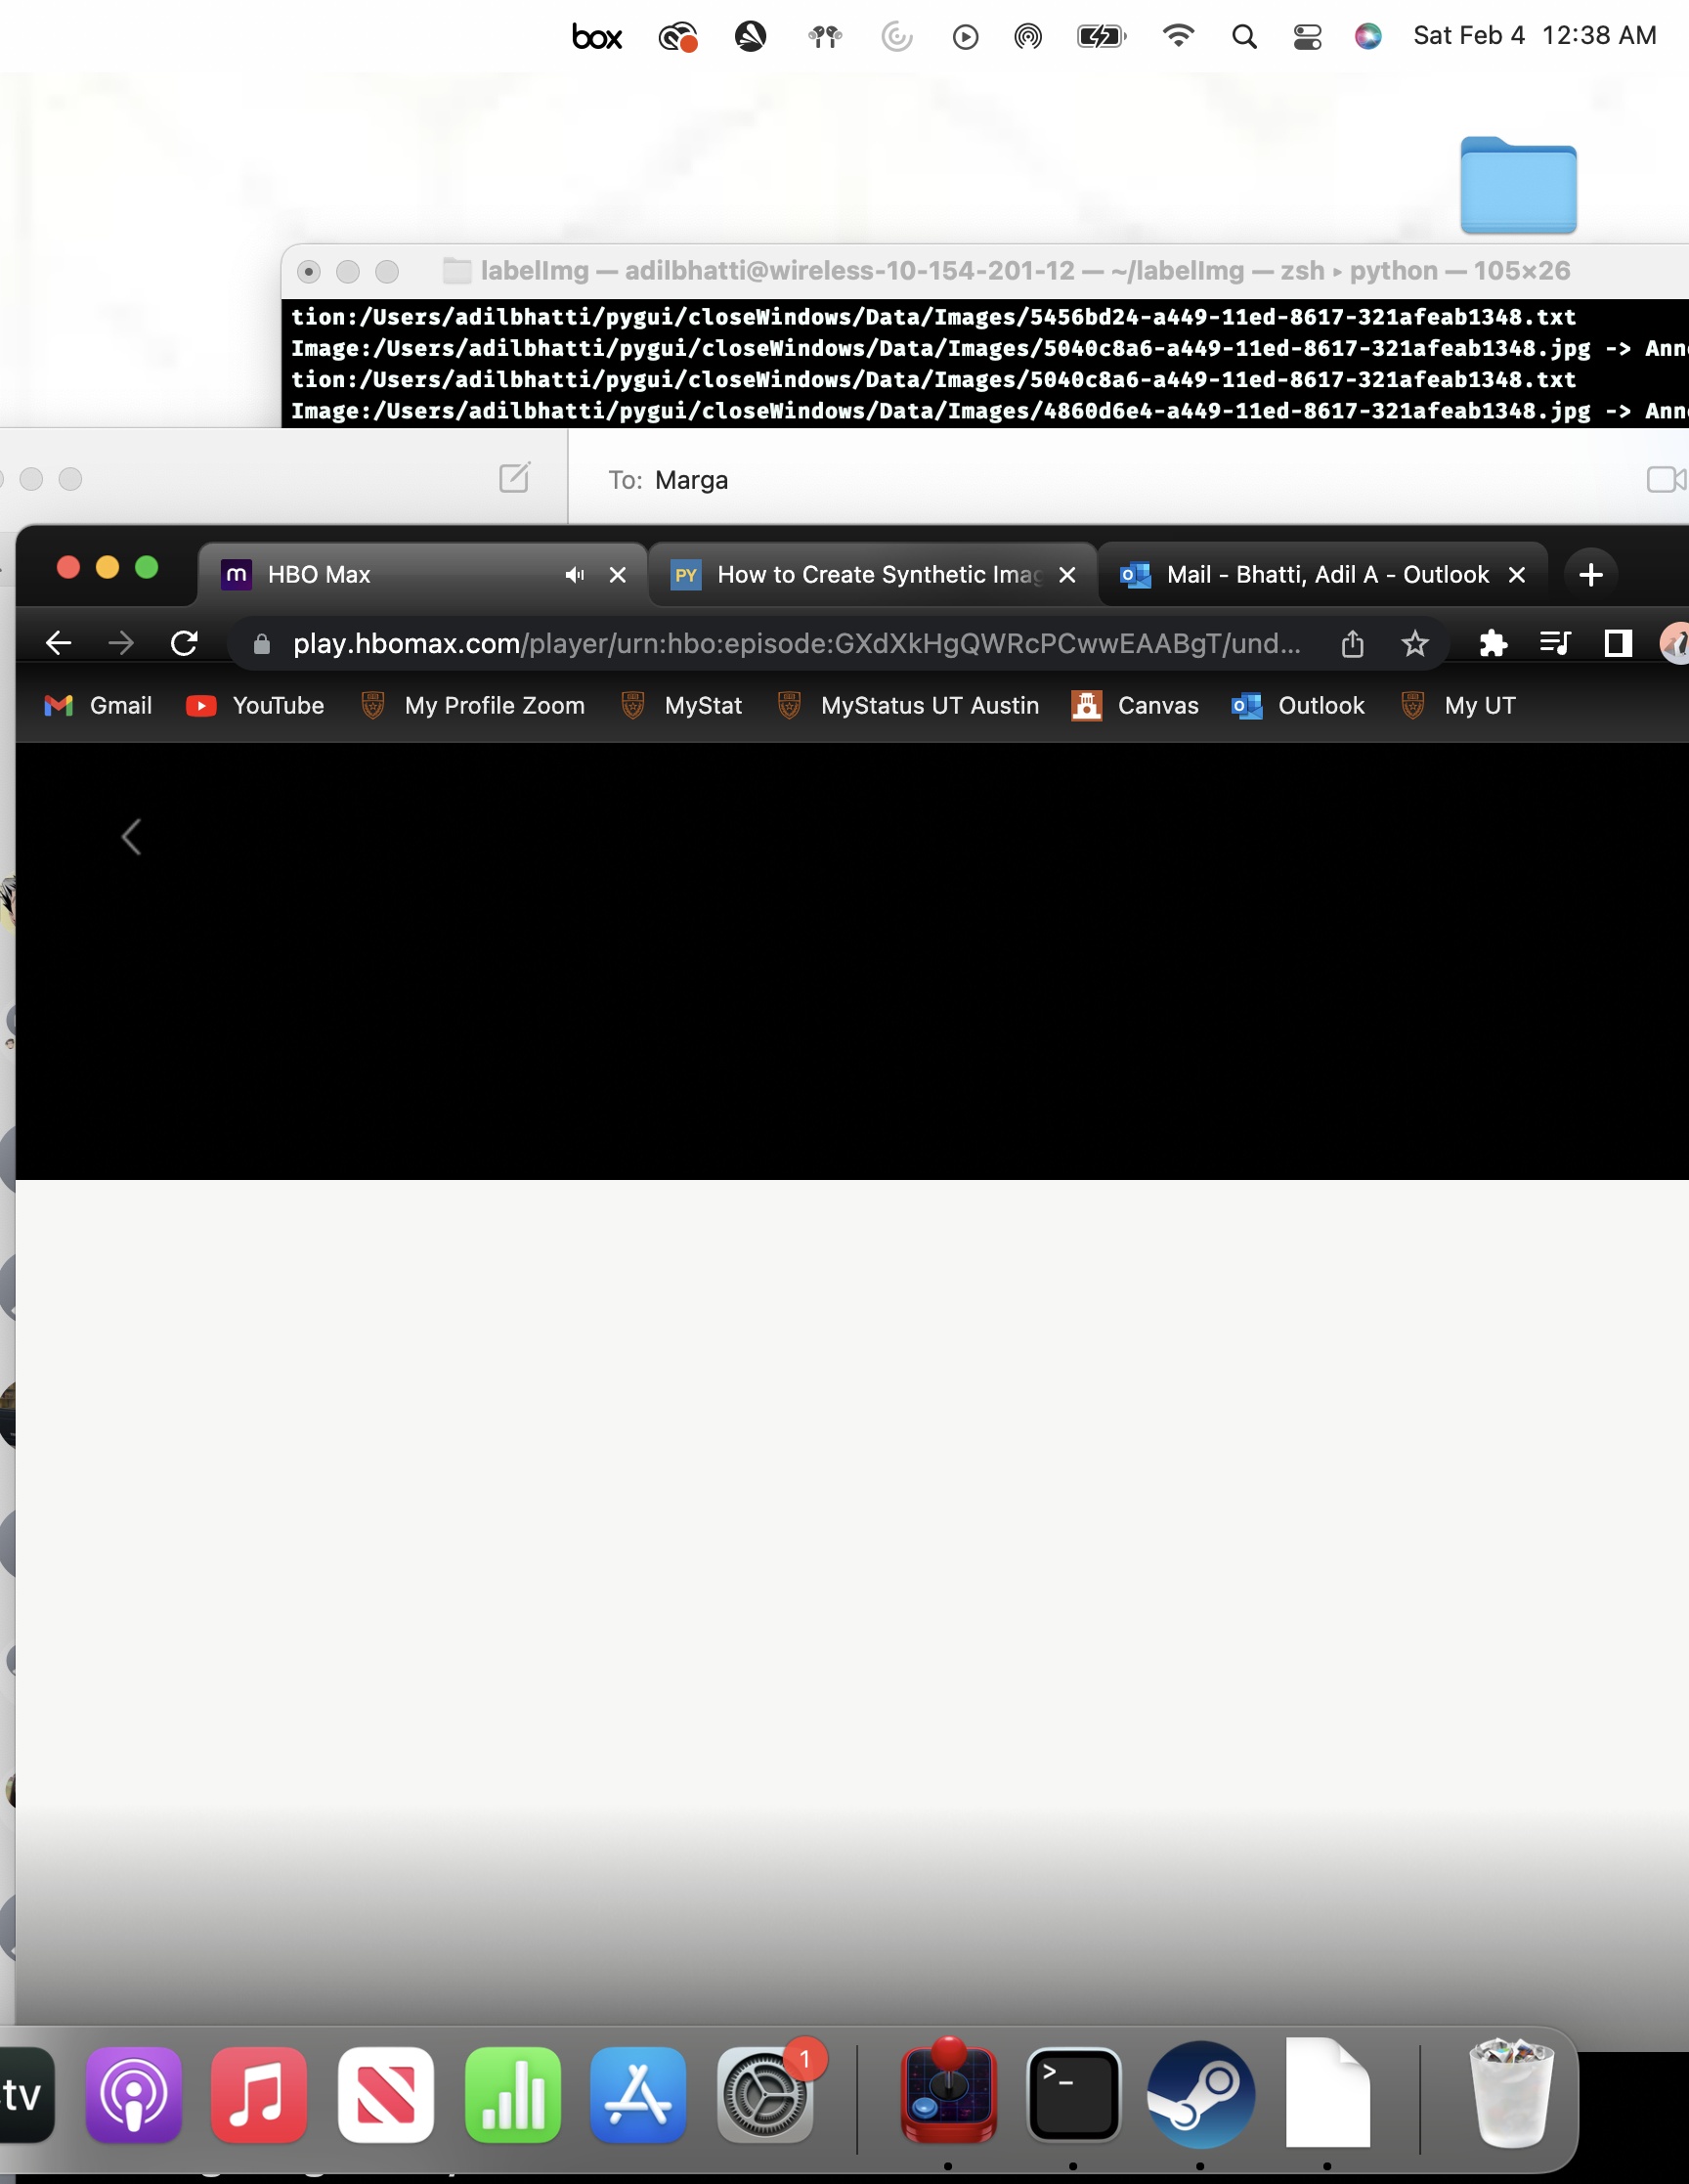 box
Sat Feb 4 12:38 AM
labelImg — adilbhatti@wireless-10-154-201-12 — ~/labelImg — zsh ▸ python — 105×26
tion:/Users/adilbhatti/pygui/closeWindows/Data/Images/5456bd24-a449-11ed-8617-321afeab1348.txt
Image:/Users/adilbhatti/pygui/closeWindows/Data/Images/5040c8a6-a449-11ed-8617-321afeab1348.jpg -> Ann
tion:/Users/adilbhatti/pygui/closeWindows/Data/Images/5040c8a6-a449-11ed-8617-321afeab1348.txt
Image:/Users/adilbhatti/pygui/closeWindows/Data/Images/4860d6e4-a449-11ed-8617-321afeab1348.jpg -> Ann
To: Marga
HBO Max
PY How to Create Synthetic Imag
Mail - Bhatti, Adil A - Outlook
play.hbomax.com/player/urn:hbo:episode:GXdXkHgQWRcPCwwEAABgT/und...
Gmail YouTube My Profile Zoom MyStat MyStatus UT Austin Canvas Outlook My UT
tv
1
>_